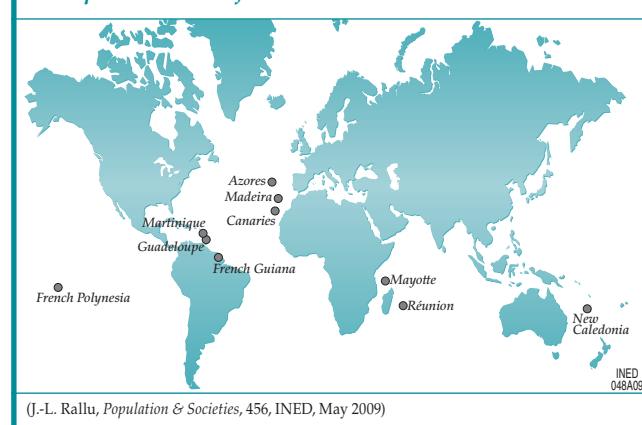 Azores
Madeira
Canaries
Martinique
Guadeloupe
French Guiana
French Polynesia
Mayotte
Réunion
New
Caledonia
INED
048A09
(J.-L. Rallu, Population & Societies, 456, INED, May 2009)